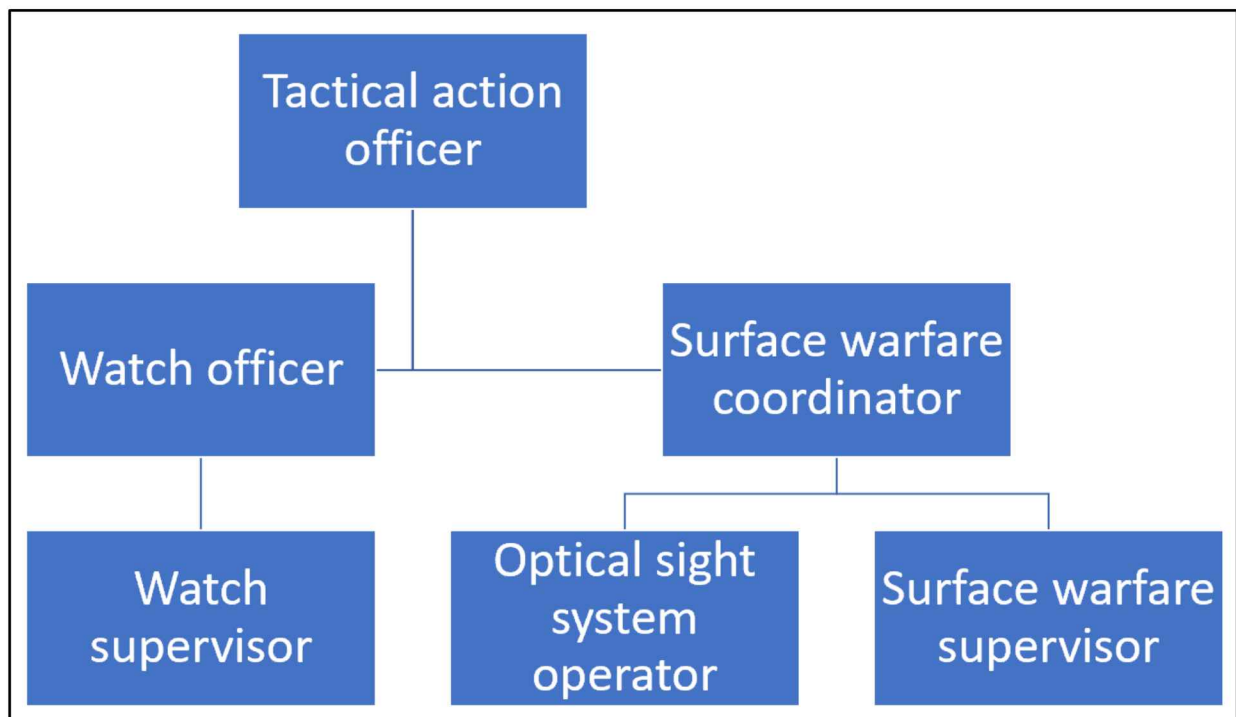 Tactical action
officer
Watch officer
Surface warfare
coordinator
Watch
supervisor
Optical sight
system
operator
Surface warfare
supervisor